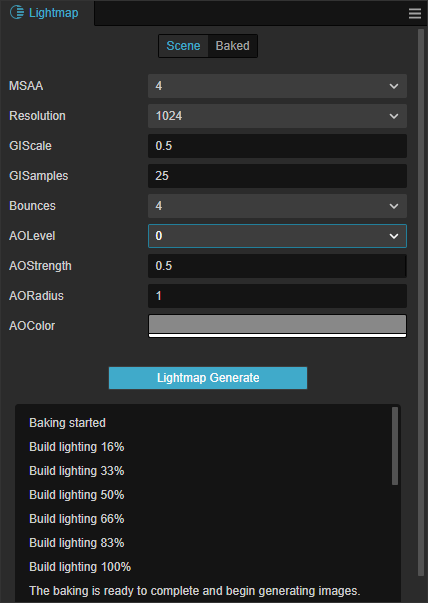 Lightmap
Scene Baked
MSAA 4
Resolution 1024
GIScale 0.5
GISamples 25
Bounces 4
AOLevel 0
AOStrength 0.5
AORadius 1
AOColor
Lightmap Generate
Baking started
Build lighting 16%
Build lighting 33%
Build lighting 50%
Build lighting 66%
Build lighting 83%
Build lighting 100%
The baking is ready to complete and begin generating images.